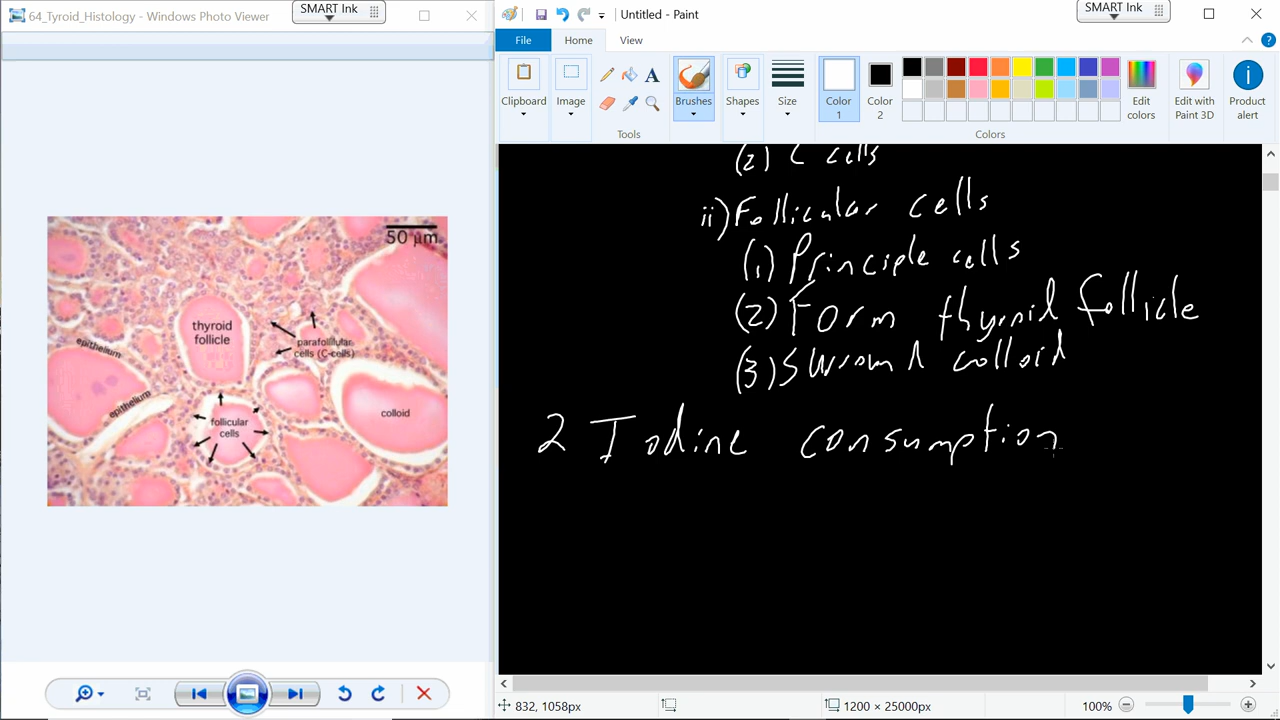 64_Tyroid_Histology - Windows Photo Viewer
SMART Ink
50 µm
thyroid
follicle
epithelium
parafollilular
cells (C-cells)
epithelium
follicular
cells
colloid
Untitled - Paint
SMART Ink
File
Home
View
Clipboard
Image
Tools
Brushes
Shapes
Size
Color
1
Color
2
Colors
Edit
colors
Edit with
Paint 3D
Product
alert
(2) C cells
ii) Follicular cells
(1) Principle cells
(2) Form thyroid follicle
(3) Surround colloid
2 Iodine consumption
832, 1058px
1200 × 25000px
100%